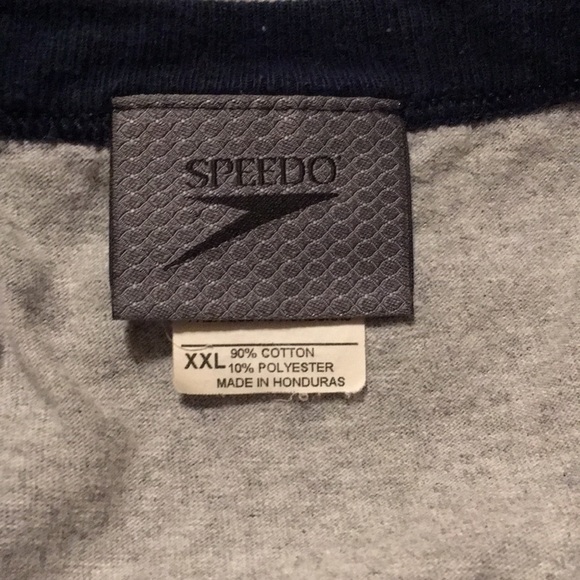 SPEEDO
XXL
90% COTTON
10% POLYESTER
MADE IN HONDURAS